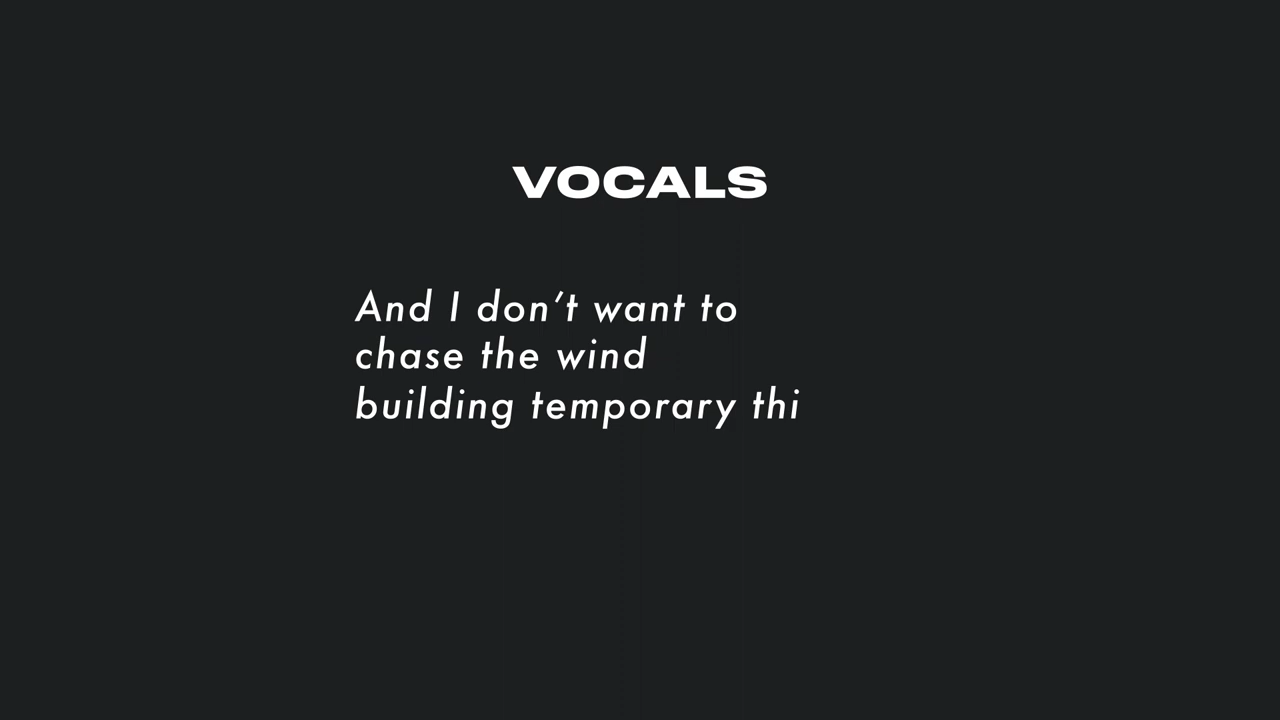 VOCALS
And I don’t want to
chase the wind
building temporary thi